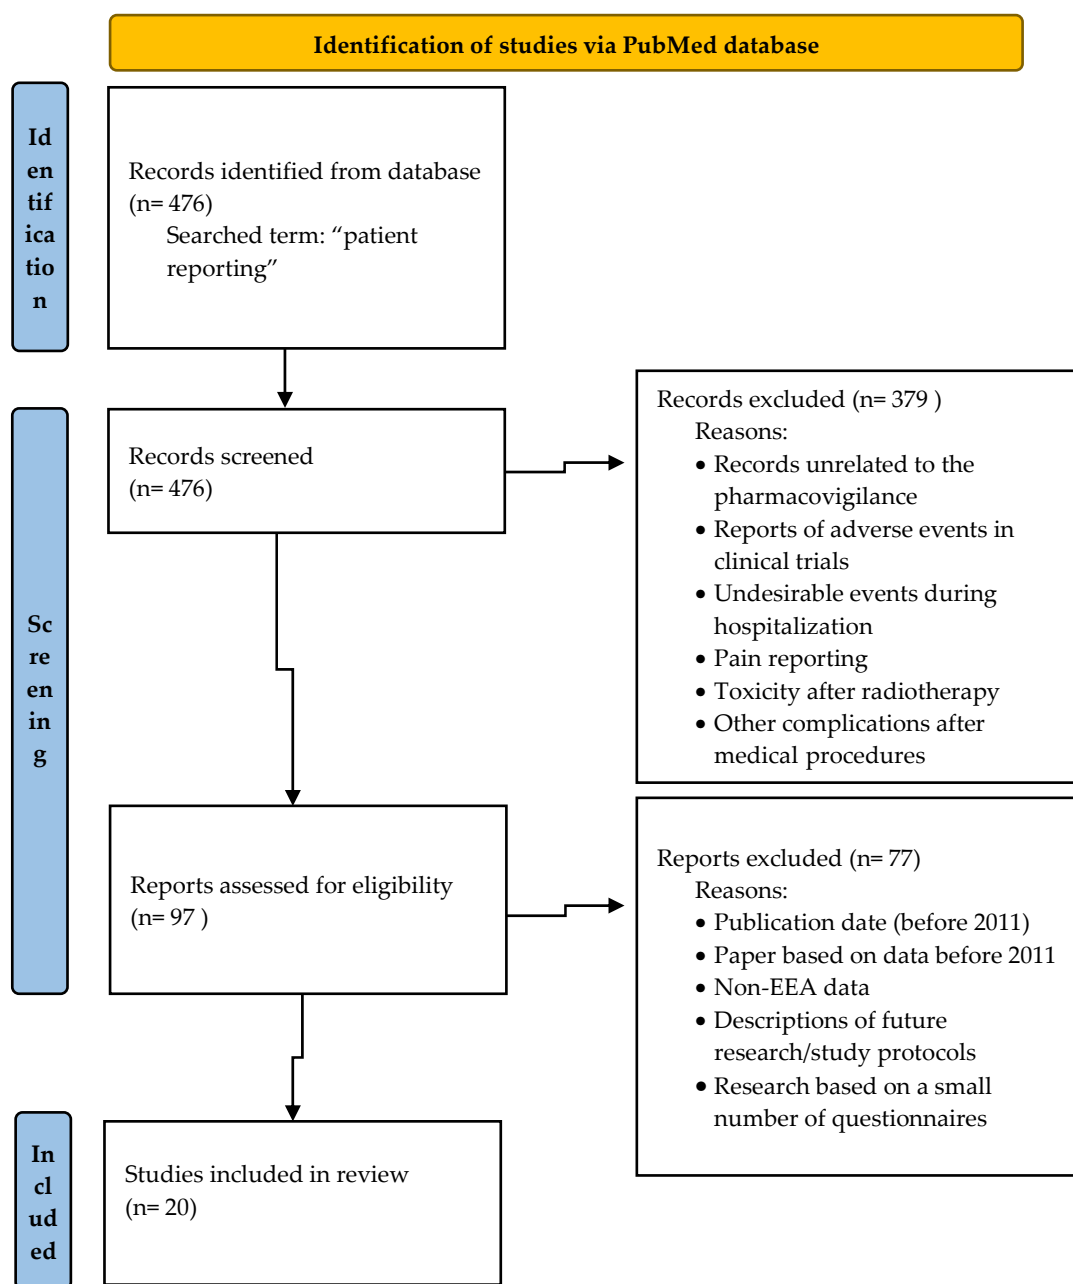 Identification of studies via PubMed database
Id
en
tif
ica
tio
n
Records identified from database
(n= 476)
Searched term: “patient
reporting”
Records screened
(n= 476)
Records excluded (n= 379 )
Reasons:
• Records unrelated to the
pharmacovigilance
• Reports of adverse events in
clinical trials
• Undesirable events during
hospitalization
• Pain reporting
• Toxicity after radiotherapy
• Other complications after
medical procedures
Sc
re
en
in
g
Reports assessed for eligibility
(n= 97 )
Reports excluded (n= 77)
Reasons:
• Publication date (before 2011)
• Paper based on data before 2011
• Non-EEA data
• Descriptions of future
research/study protocols
• Research based on a small
number of questionnaires
In
cl
ud
ed
Studies included in review
(n= 20)